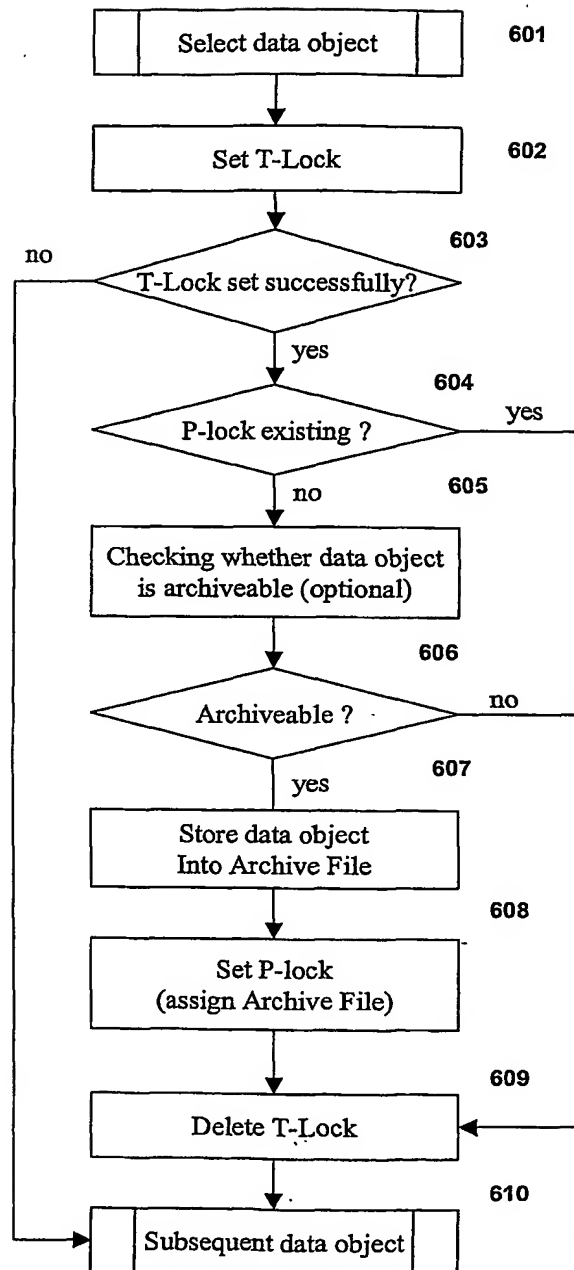 Select data object
601
Set T-Lock
602
603
no
T-Lock set successfully?
yes
604
P-lock existing ?
yes
605
no
Checking whether data object
is archiveable (optional)
606
Archiveable ?
no
607
yes
Store data object
Into Archive File
608
Set P-lock
(assign Archive File)
609
Delete T-Lock
610
Subsequent data object